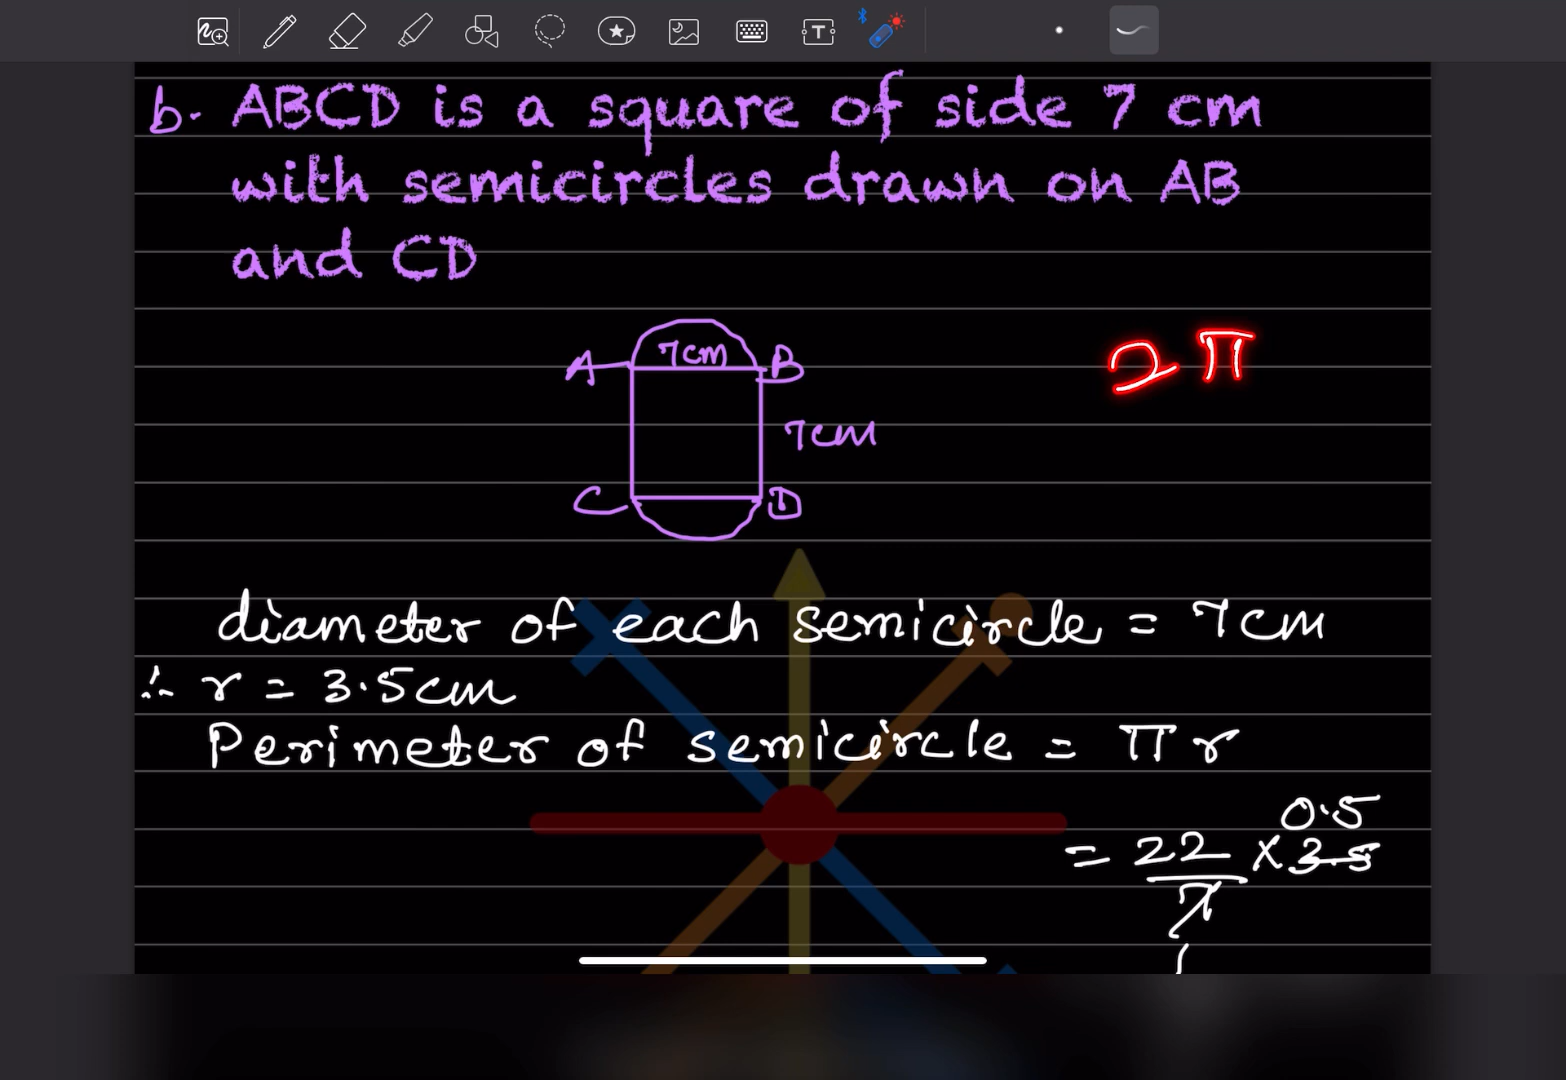 b. ABCD is a square of side 7 cm
with semicircles drawn on AB
and CD
2π
A 7cm B
7cm
C D
diameter of each semicircle = 7cm
∴ r = 3.5cm
Perimeter of semicircle = πr
0.5
= 22/7 × 3.5
1